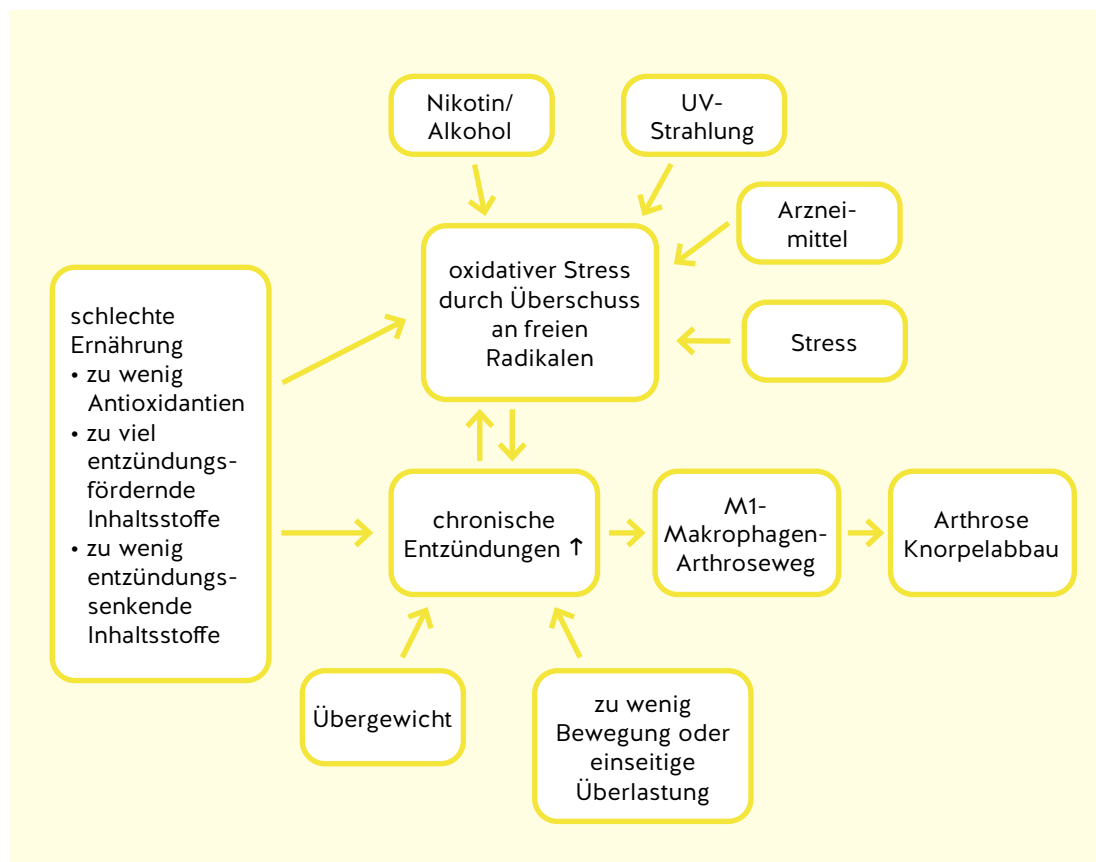 Nikotin/
Alkohol
UV-
Strahlung
Arznei-
mittel
oxidativer Stress
durch Überschuss
an freien
Radikalen
Stress
schlechte
Ernährung
• zu wenig
Antioxidantien
• zu viel
entzündungs-
fördernde
Inhaltsstoffe
• zu wenig
entzündungs-
senkende
Inhaltsstoffe
chronische
Entzündungen ↑
M1-
Makrophagen-
Arthroseweg
Arthrose
Knorpelabbau
Übergewicht
zu wenig
Bewegung oder
einseitige
Überlastung